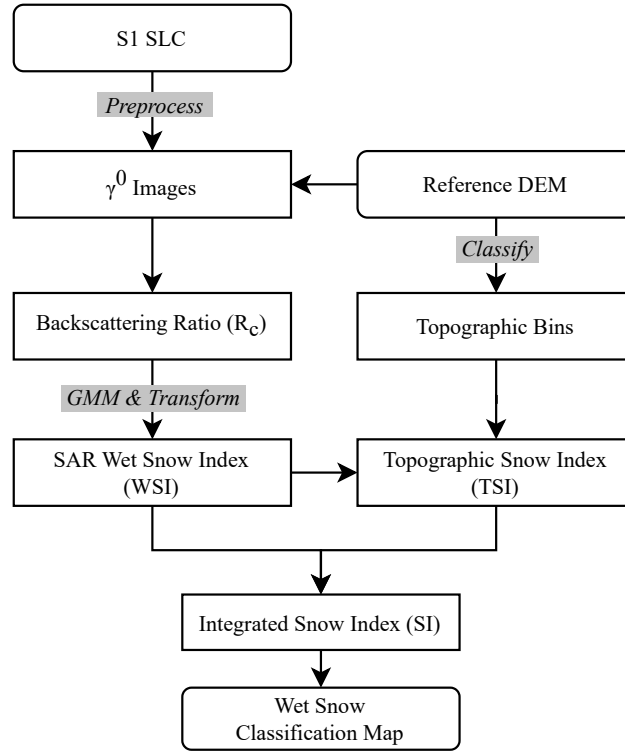 S1 SLC
Preprocess
γ⁰ Images
Reference DEM
Classify
Backscattering Ratio (R_c)
Topographic Bins
GMM & Transform
SAR Wet Snow Index
(WSI)
Topographic Snow Index
(TSI)
Integrated Snow Index (SI)
Wet Snow
Classification Map